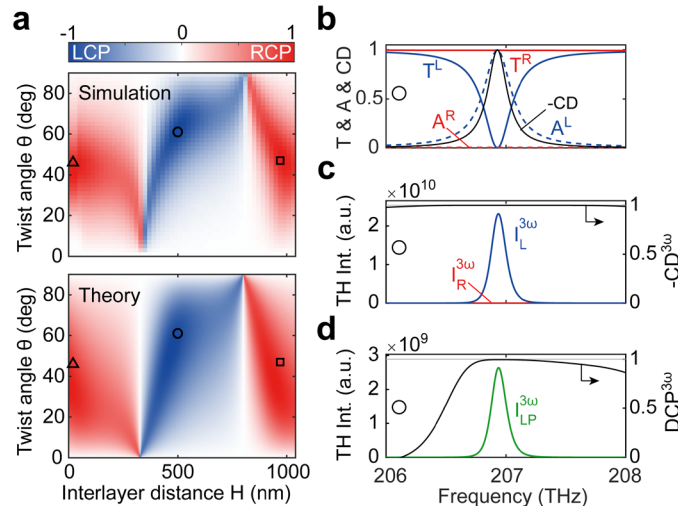 a
-1
0
1
LCP
RCP
Simulation
80
60
40
20
0
Twist angle θ (deg)
Theory
80
60
40
20
0
Twist angle θ (deg)
0
500
1000
Interlayer distance H (nm)
b
T & A & CD
1
0.5
0
T^L
T^R
-CD
A^R
A^L
c
×10^10
TH Int. (a.u.)
2
1
0
I_L^3ω
I_R^3ω
1
0.5
0
-CD^3ω
d
×10^9
TH Int. (a.u.)
3
2
1
0
I_LP^3ω
1
0.5
0
DCP^3ω
206
207
208
Frequency (THz)